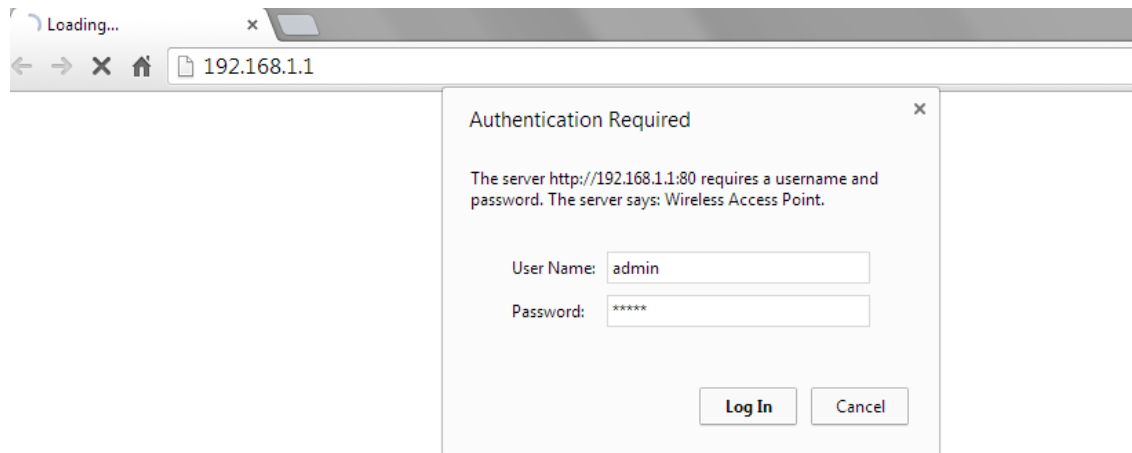 Loading...
192.168.1.1
Authentication Required
The server http://192.168.1.1:80 requires a username and
password. The server says: Wireless Access Point.
User Name: admin
Password: *****
Log In Cancel